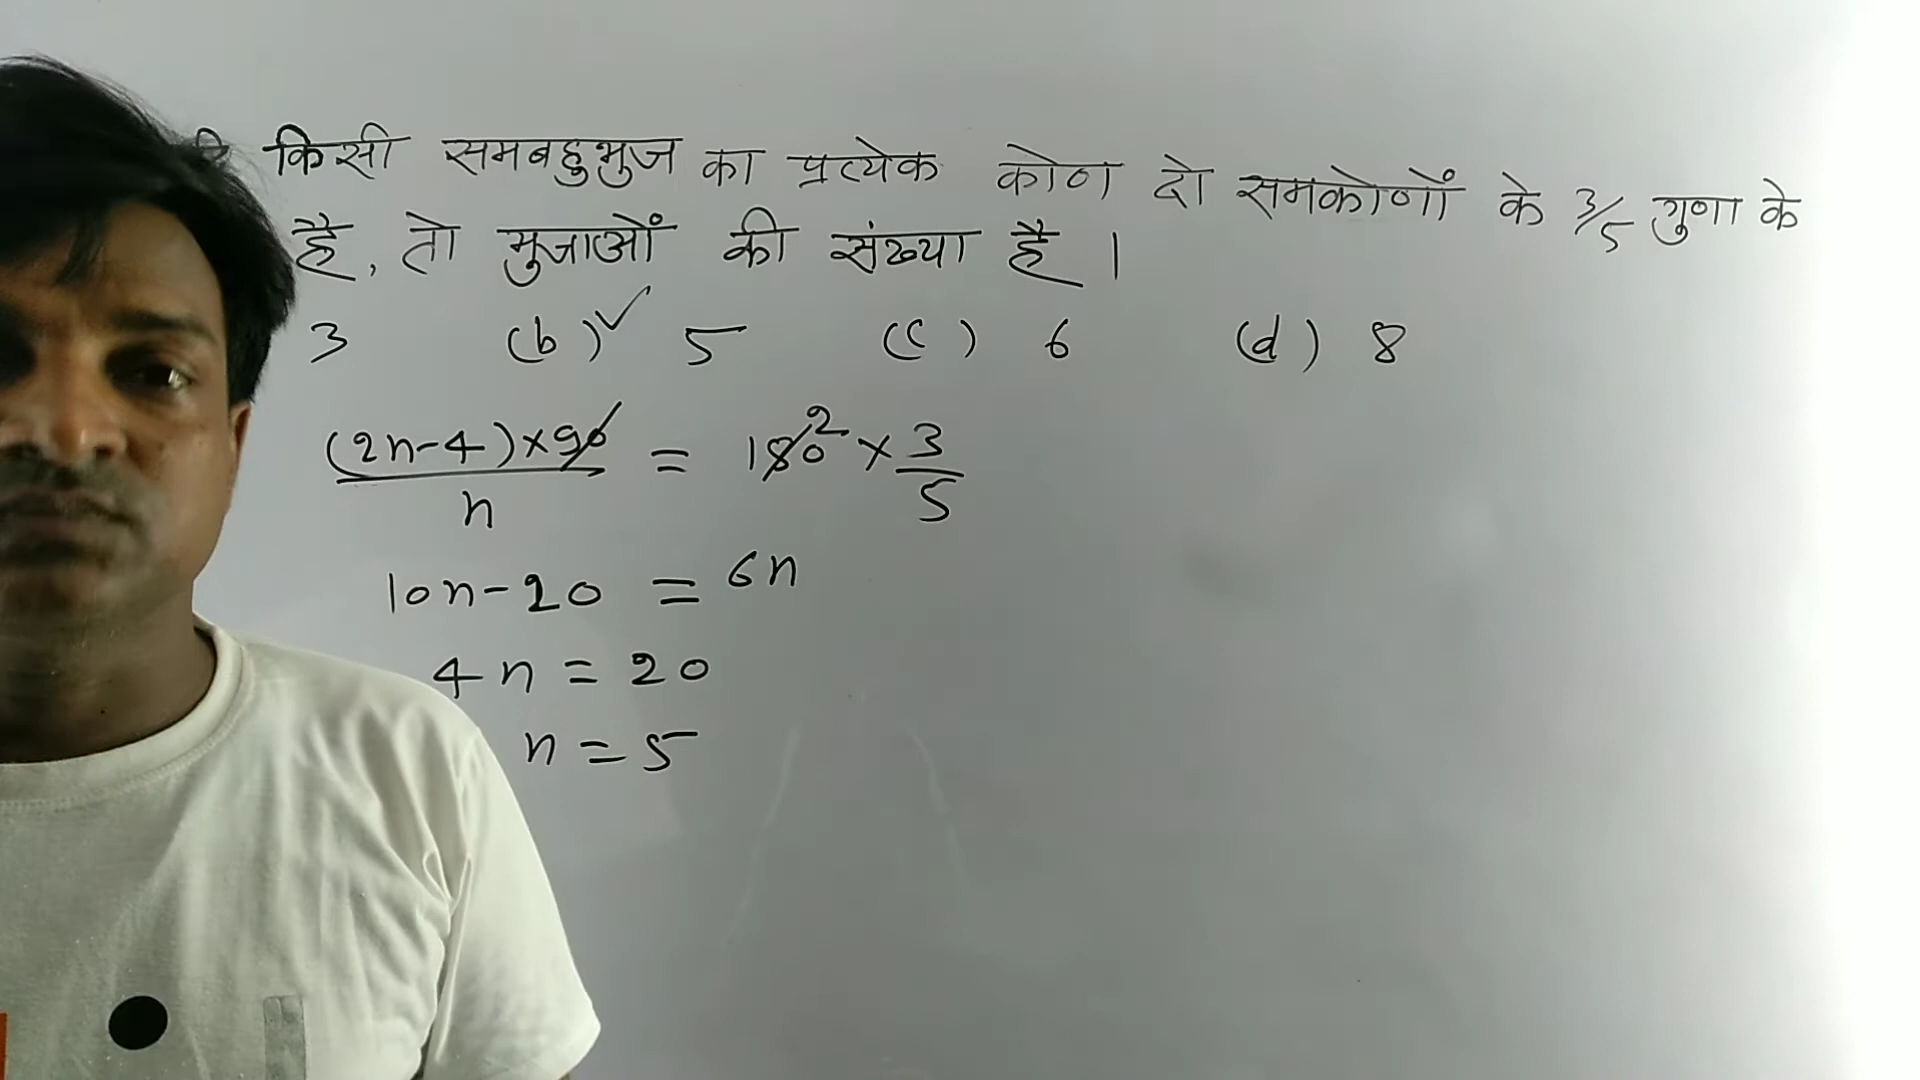 किसी समबहुभुज का प्रत्येक कोण दो समकोणों के 3/5 गुणा के
है, तो भुजाओं की संख्या है ।
3 (b) ✓ 5 (c) 6 (d) 8
(2n-4)×90/n = 180 2 × 3/5
10n-20 = 6n
4n = 20
n = 5